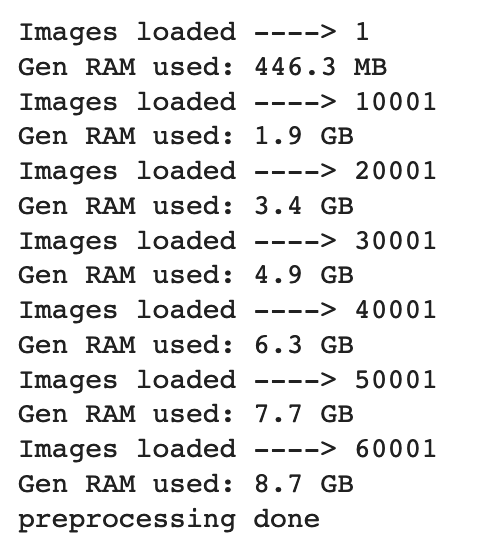 Images loaded ----> 1
Gen RAM used: 446.3 MB
Images loaded ----> 10001
Gen RAM used: 1.9 GB
Images loaded ----> 20001
Gen RAM used: 3.4 GB
Images loaded ----> 30001
Gen RAM used: 4.9 GB
Images loaded ----> 40001
Gen RAM used: 6.3 GB
Images loaded ----> 50001
Gen RAM used: 7.7 GB
Images loaded ----> 60001
Gen RAM used: 8.7 GB
preprocessing done